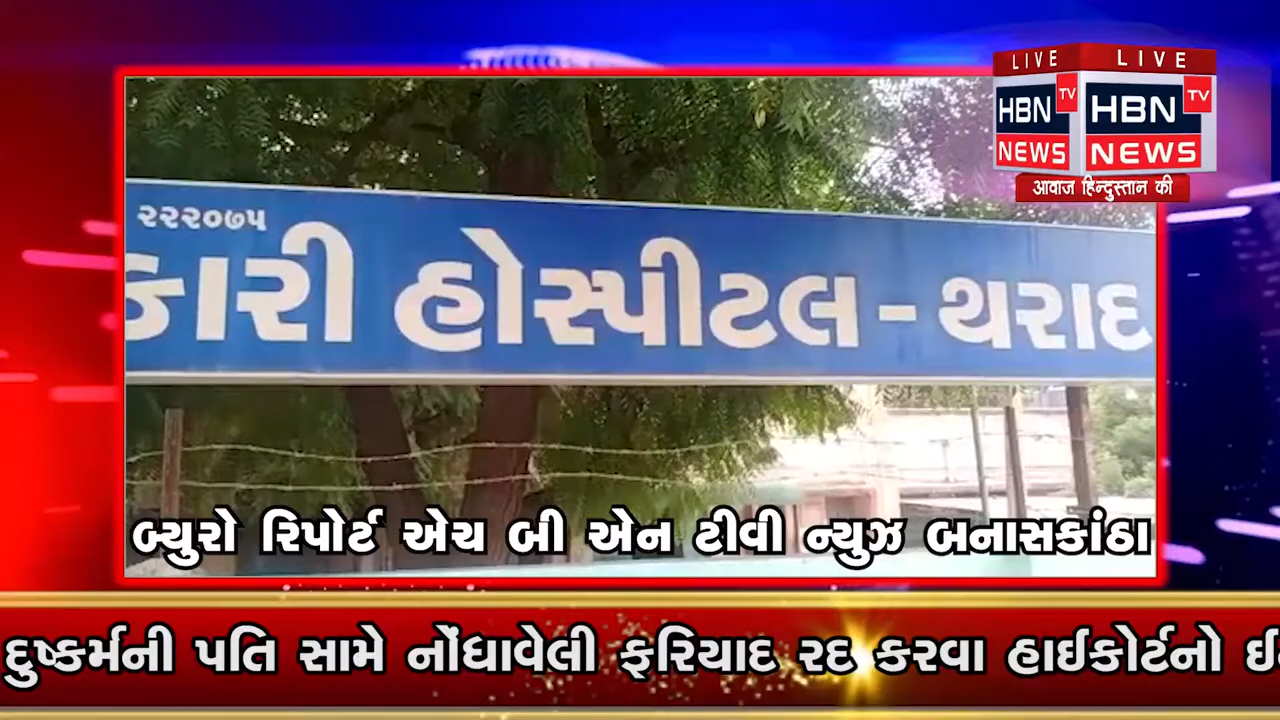 LIVE LIVE
HBN TV HBN TV
NEWS NEWS
आवाज हिन्दुस्तान की
૨૨૨૦૭૫
હોસ્પીટલ - થરાદ
બ્યુરો રિપોર્ટ એચ બી એન ટીવી ન્યુઝ બનાસકાંઠા
દુષ્કર્મની પતિ સામે નોંધાવેલી ફરિયાદ રદ કરવા હાઈકોર્ટનો